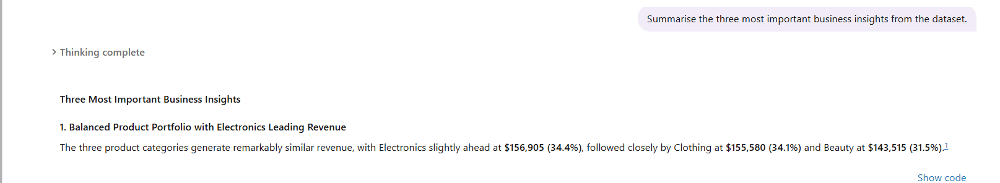 Summarise the three most important business insights from the dataset.
Thinking complete
Three Most Important Business Insights
1. Balanced Product Portfolio with Electronics Leading Revenue
The three product categories generate remarkably similar revenue, with Electronics slightly ahead at $156,905 (34.4%), followed closely by Clothing at $155,580 (34.1%) and Beauty at $143,515 (31.5%).1
Show code